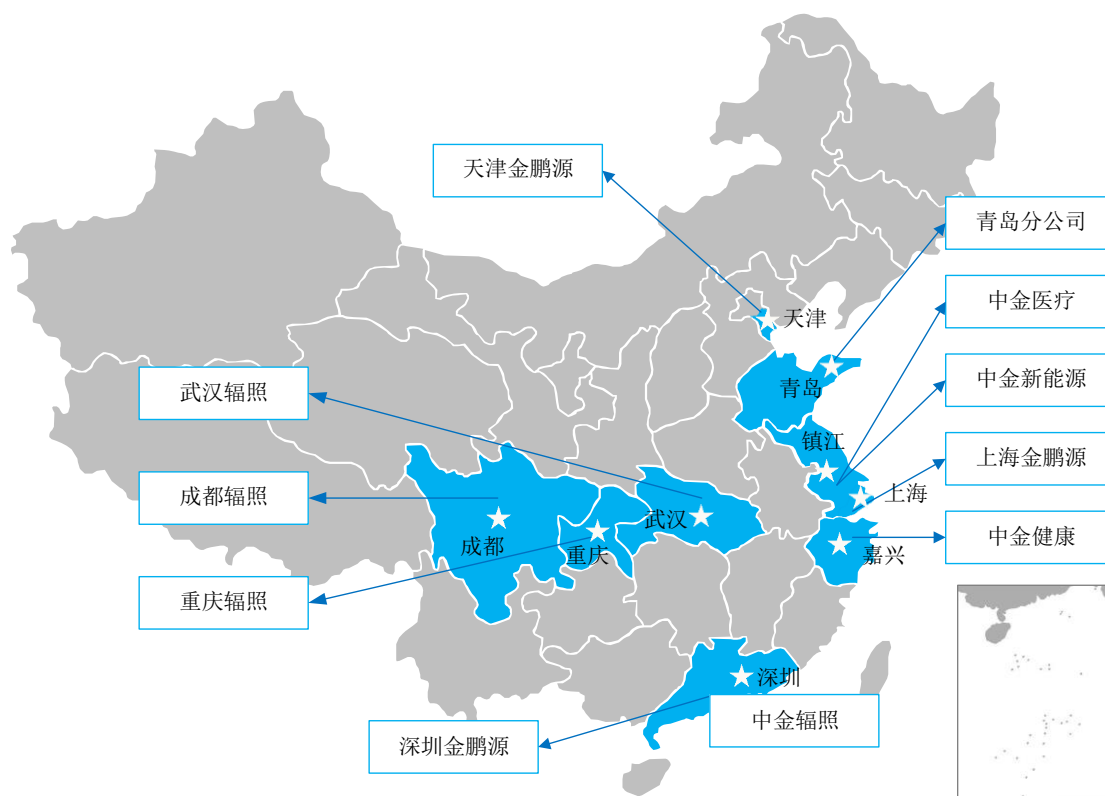 天津金鹏源
青岛分公司
中金医疗
天津
武汉辐照
青岛
中金新能源
镇江
上海金鹏源
成都辐照
上海
武汉
成都
重庆
中金健康
嘉兴
重庆辐照
深圳
中金辐照
深圳金鹏源